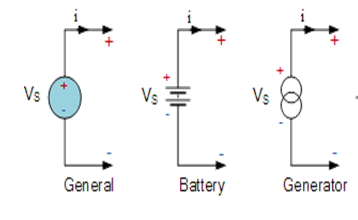 i i i
+ + +
Vs + - Vs + - Vs + -
- - -
General Battery Generator